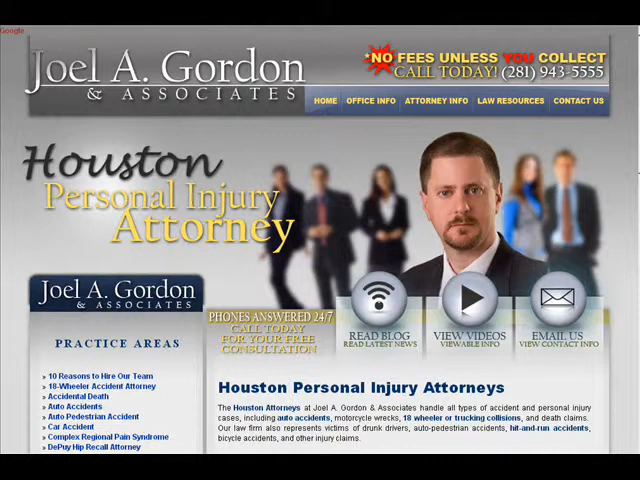 Google
Joel A. Gordon
& ASSOCIATES
*NO FEES UNLESS YOU COLLECT
CALL TODAY! (281) 943-5555
HOME OFFICE INFO ATTORNEY INFO LAW RESOURCES CONTACT US
Houston
Personal Injury
Attorney
Joel A. Gordon
& ASSOCIATES
PRACTICE AREAS
» 10 Reasons to Hire Our Team
» 18-Wheeler Accident Attorney
» Accidental Death
» Auto Accidents
» Auto Pedestrian Accident
» Car Accident
» Complex Regional Pain Syndrome
» DePuy Hip Recall Attorney
PHONES ANSWERED 24/7
CALL TODAY
FOR YOUR FREE
CONSULTATION
READ BLOG
READ LATEST NEWS
VIEW VIDEOS
VIEWABLE INFO
EMAIL US
VIEW CONTACT INFO
Houston Personal Injury Attorneys
The Houston Attorneys at Joel A. Gordon & Associates handle all types of accident and personal injury
cases, including auto accidents, motorcycle wrecks, 18 wheeler or trucking collisions, and death claims.
Our law firm also represents victims of drunk drivers, auto-pedestrian accidents, hit-and-run accidents,
bicycle accidents, and other injury claims.